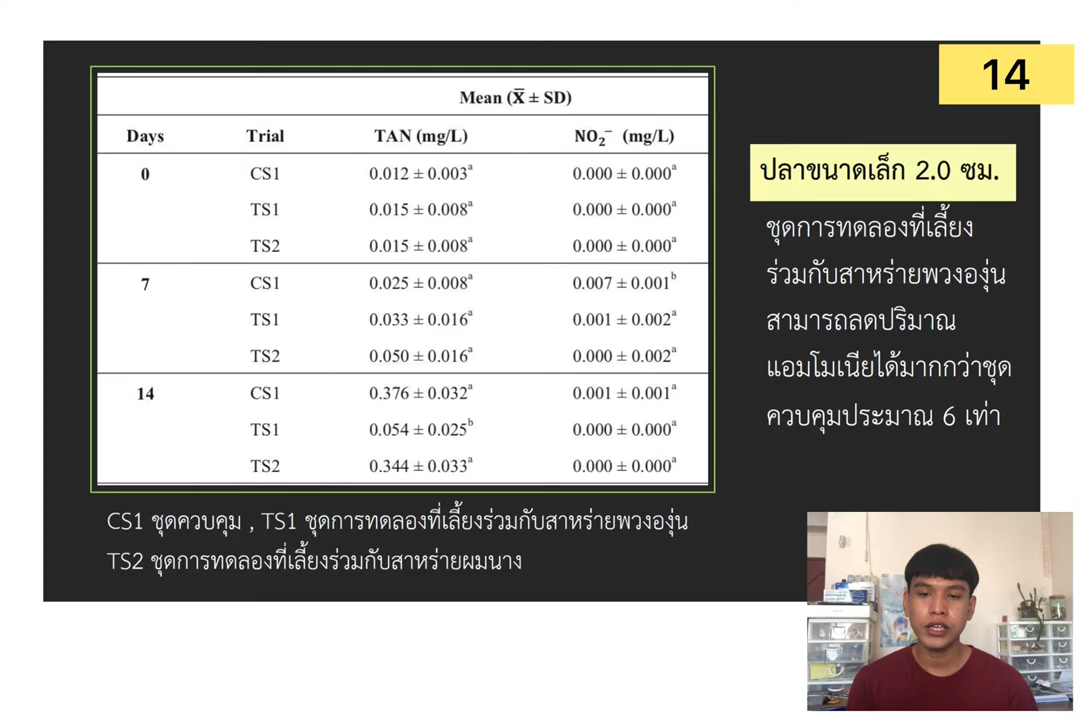 14
Mean (X̄ ± SD)
Days Trial TAN (mg/L) NO₂⁻ (mg/L)
0 CS1 0.012 ± 0.003ᵃ 0.000 ± 0.000ᵃ
TS1 0.015 ± 0.008ᵃ 0.000 ± 0.000ᵃ
TS2 0.015 ± 0.008ᵃ 0.000 ± 0.000ᵃ
7 CS1 0.025 ± 0.008ᵃ 0.007 ± 0.001ᵇ
TS1 0.033 ± 0.016ᵃ 0.001 ± 0.002ᵃ
TS2 0.050 ± 0.016ᵃ 0.000 ± 0.002ᵃ
14 CS1 0.376 ± 0.032ᵃ 0.001 ± 0.001ᵃ
TS1 0.054 ± 0.025ᵇ 0.000 ± 0.000ᵃ
TS2 0.344 ± 0.033ᵃ 0.000 ± 0.000ᵃ
CS1 ชุดควบคุม , TS1 ชุดการทดลองที่เลี้ยงร่วมกับสาหร่ายพวงองุ่น
TS2 ชุดการทดลองที่เลี้ยงร่วมกับสาหร่ายผมนาง
ปลาขนาดเล็ก 2.0 ซม.
ชุดการทดลองที่เลี้ยง
ร่วมกับสาหร่ายพวงองุ่น
สามารถลดปริมาณ
แอมโมเนียได้มากกว่าชุด
ควบคุมประมาณ 6 เท่า